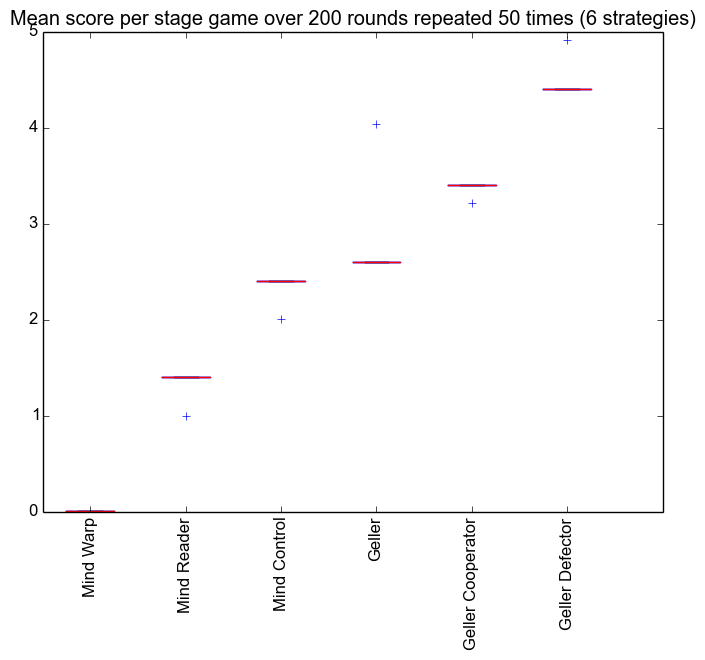 Mean score per stage game over 200 rounds repeated 50 times (6 strategies)
5
4
3
2
1
0
Mind Warp
Mind Reader
Mind Control
Geller
Geller Cooperator
Geller Defector